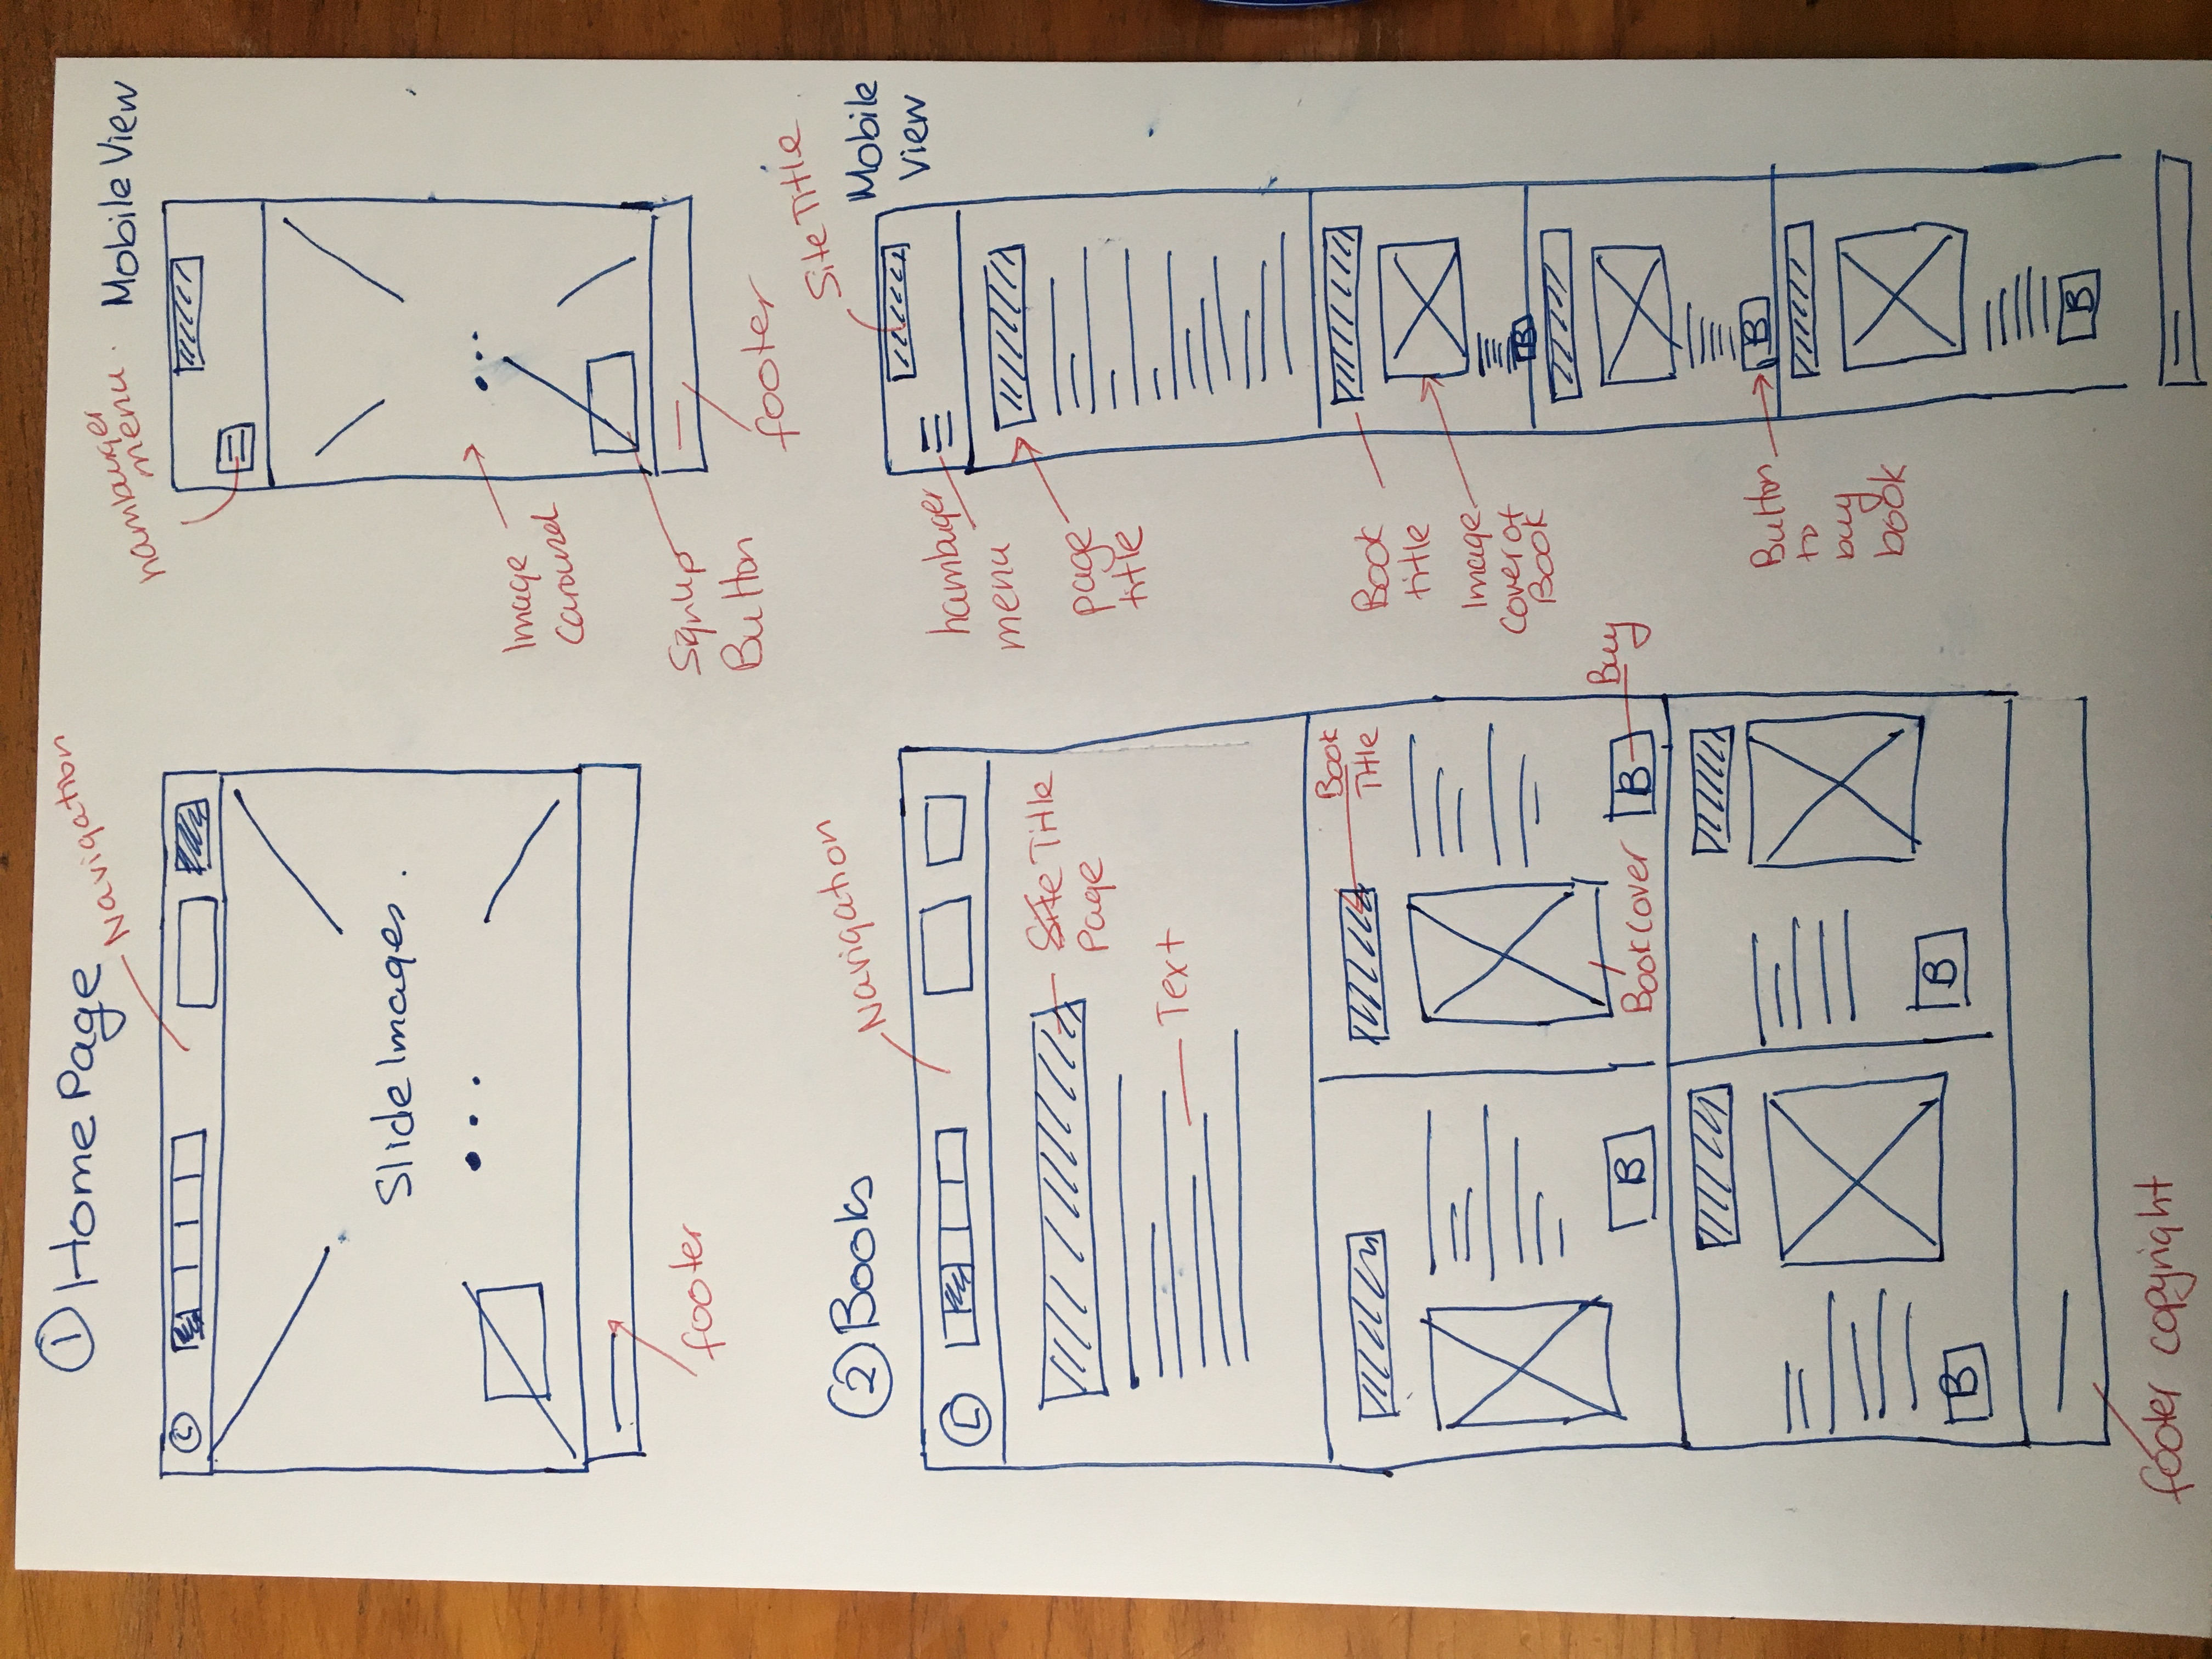 ① Home Page
Navigation
L
Slide Images.
footer
hambuger
menu.
Mobile View
Image
Carousel
Signup
Button
footer
② Books
Navigation
L
Site Title
Page
Text
Book
Title
Book Cover
B
B
Buy
B
B
footer copyright
Site Title
Mobile
View
hambuger
menu
page
title
Book
title
Image
Cover of
Book
B
B
Button
to
buy
book
B